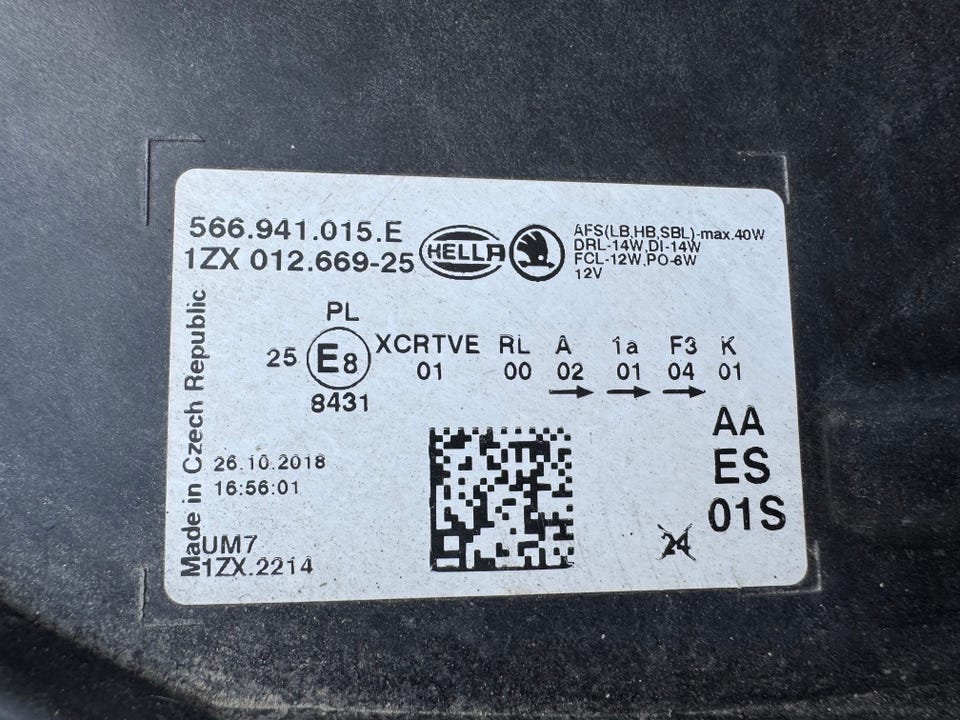 566.941.015.E
1ZX 012.669-25
HELLA
AFS(LB,HB,SBL)-max.40W
DRL-14W,DI-14W
FCL-12W,PO-6W
12V
PL
25 E8 XCRTVE RL A 1a F3 K
01 00 02 01 04 01
8431
Made in Czech Republic
26.10.2018
16:56:01
UM7
1ZX.2214
AA
ES
01S
24